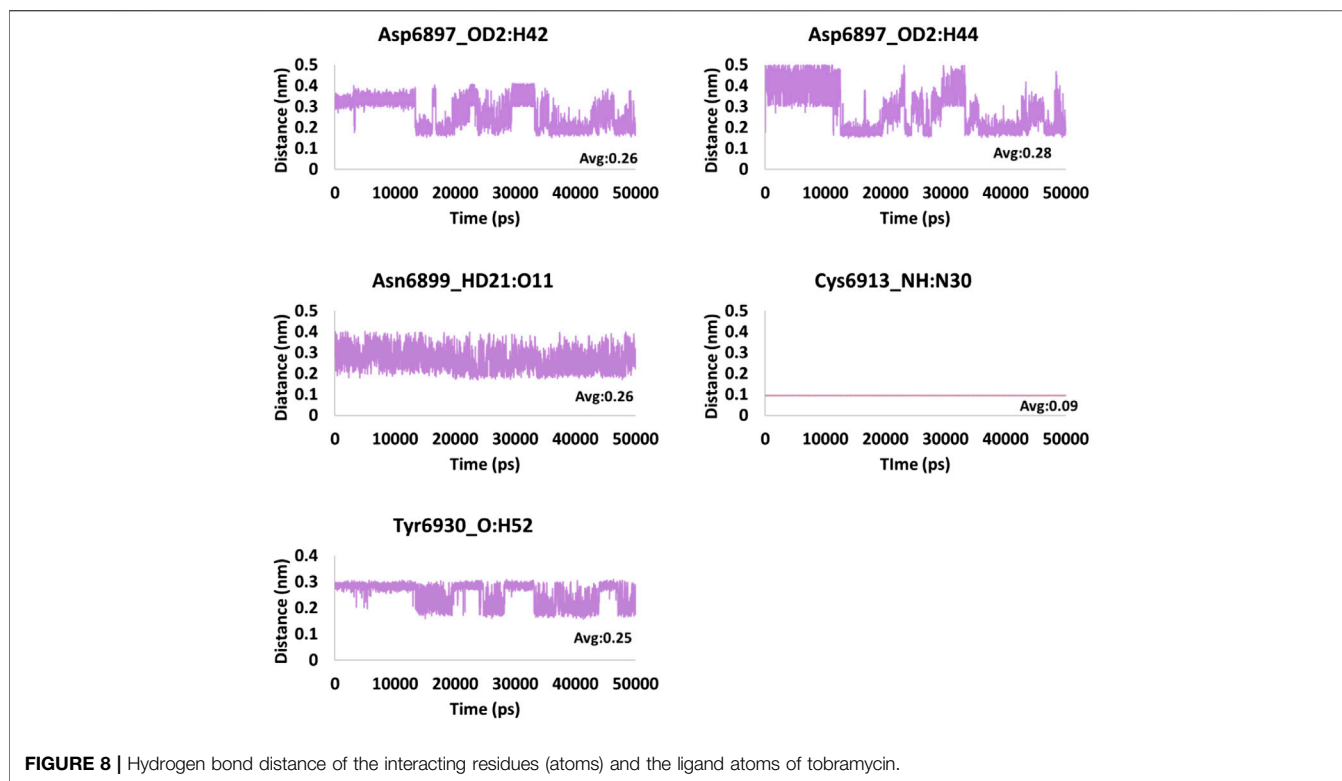 Asp6897_OD2:H42
Distance (nm)
0.5
0.4
0.3
0.2
0.1
0
Avg:0.26
0 10000 20000 30000 40000 50000
Time (ps)
Asp6897_OD2:H44
Distance (nm)
0.5
0.4
0.3
0.2
0.1
0
Avg:0.28
0 10000 20000 30000 40000 50000
Time (ps)
Asn6899_HD21:O11
Diatance (nm)
0.5
0.4
0.3
0.2
0.1
0
Avg:0.26
0 10000 20000 30000 40000 50000
Time (ps)
Cys6913_NH:N30
Distance (nm)
0.5
0.4
0.3
0.2
0.1
0
Avg:0.09
0 10000 20000 30000 40000 50000
TIme (ps)
Tyr6930_O:H52
Distance (nm)
0.4
0.3
0.2
0.1
0
Avg:0.25
0 10000 20000 30000 40000 50000
Time (ps)
FIGURE 8 | Hydrogen bond distance of the interacting residues (atoms) and the ligand atoms of tobramycin.